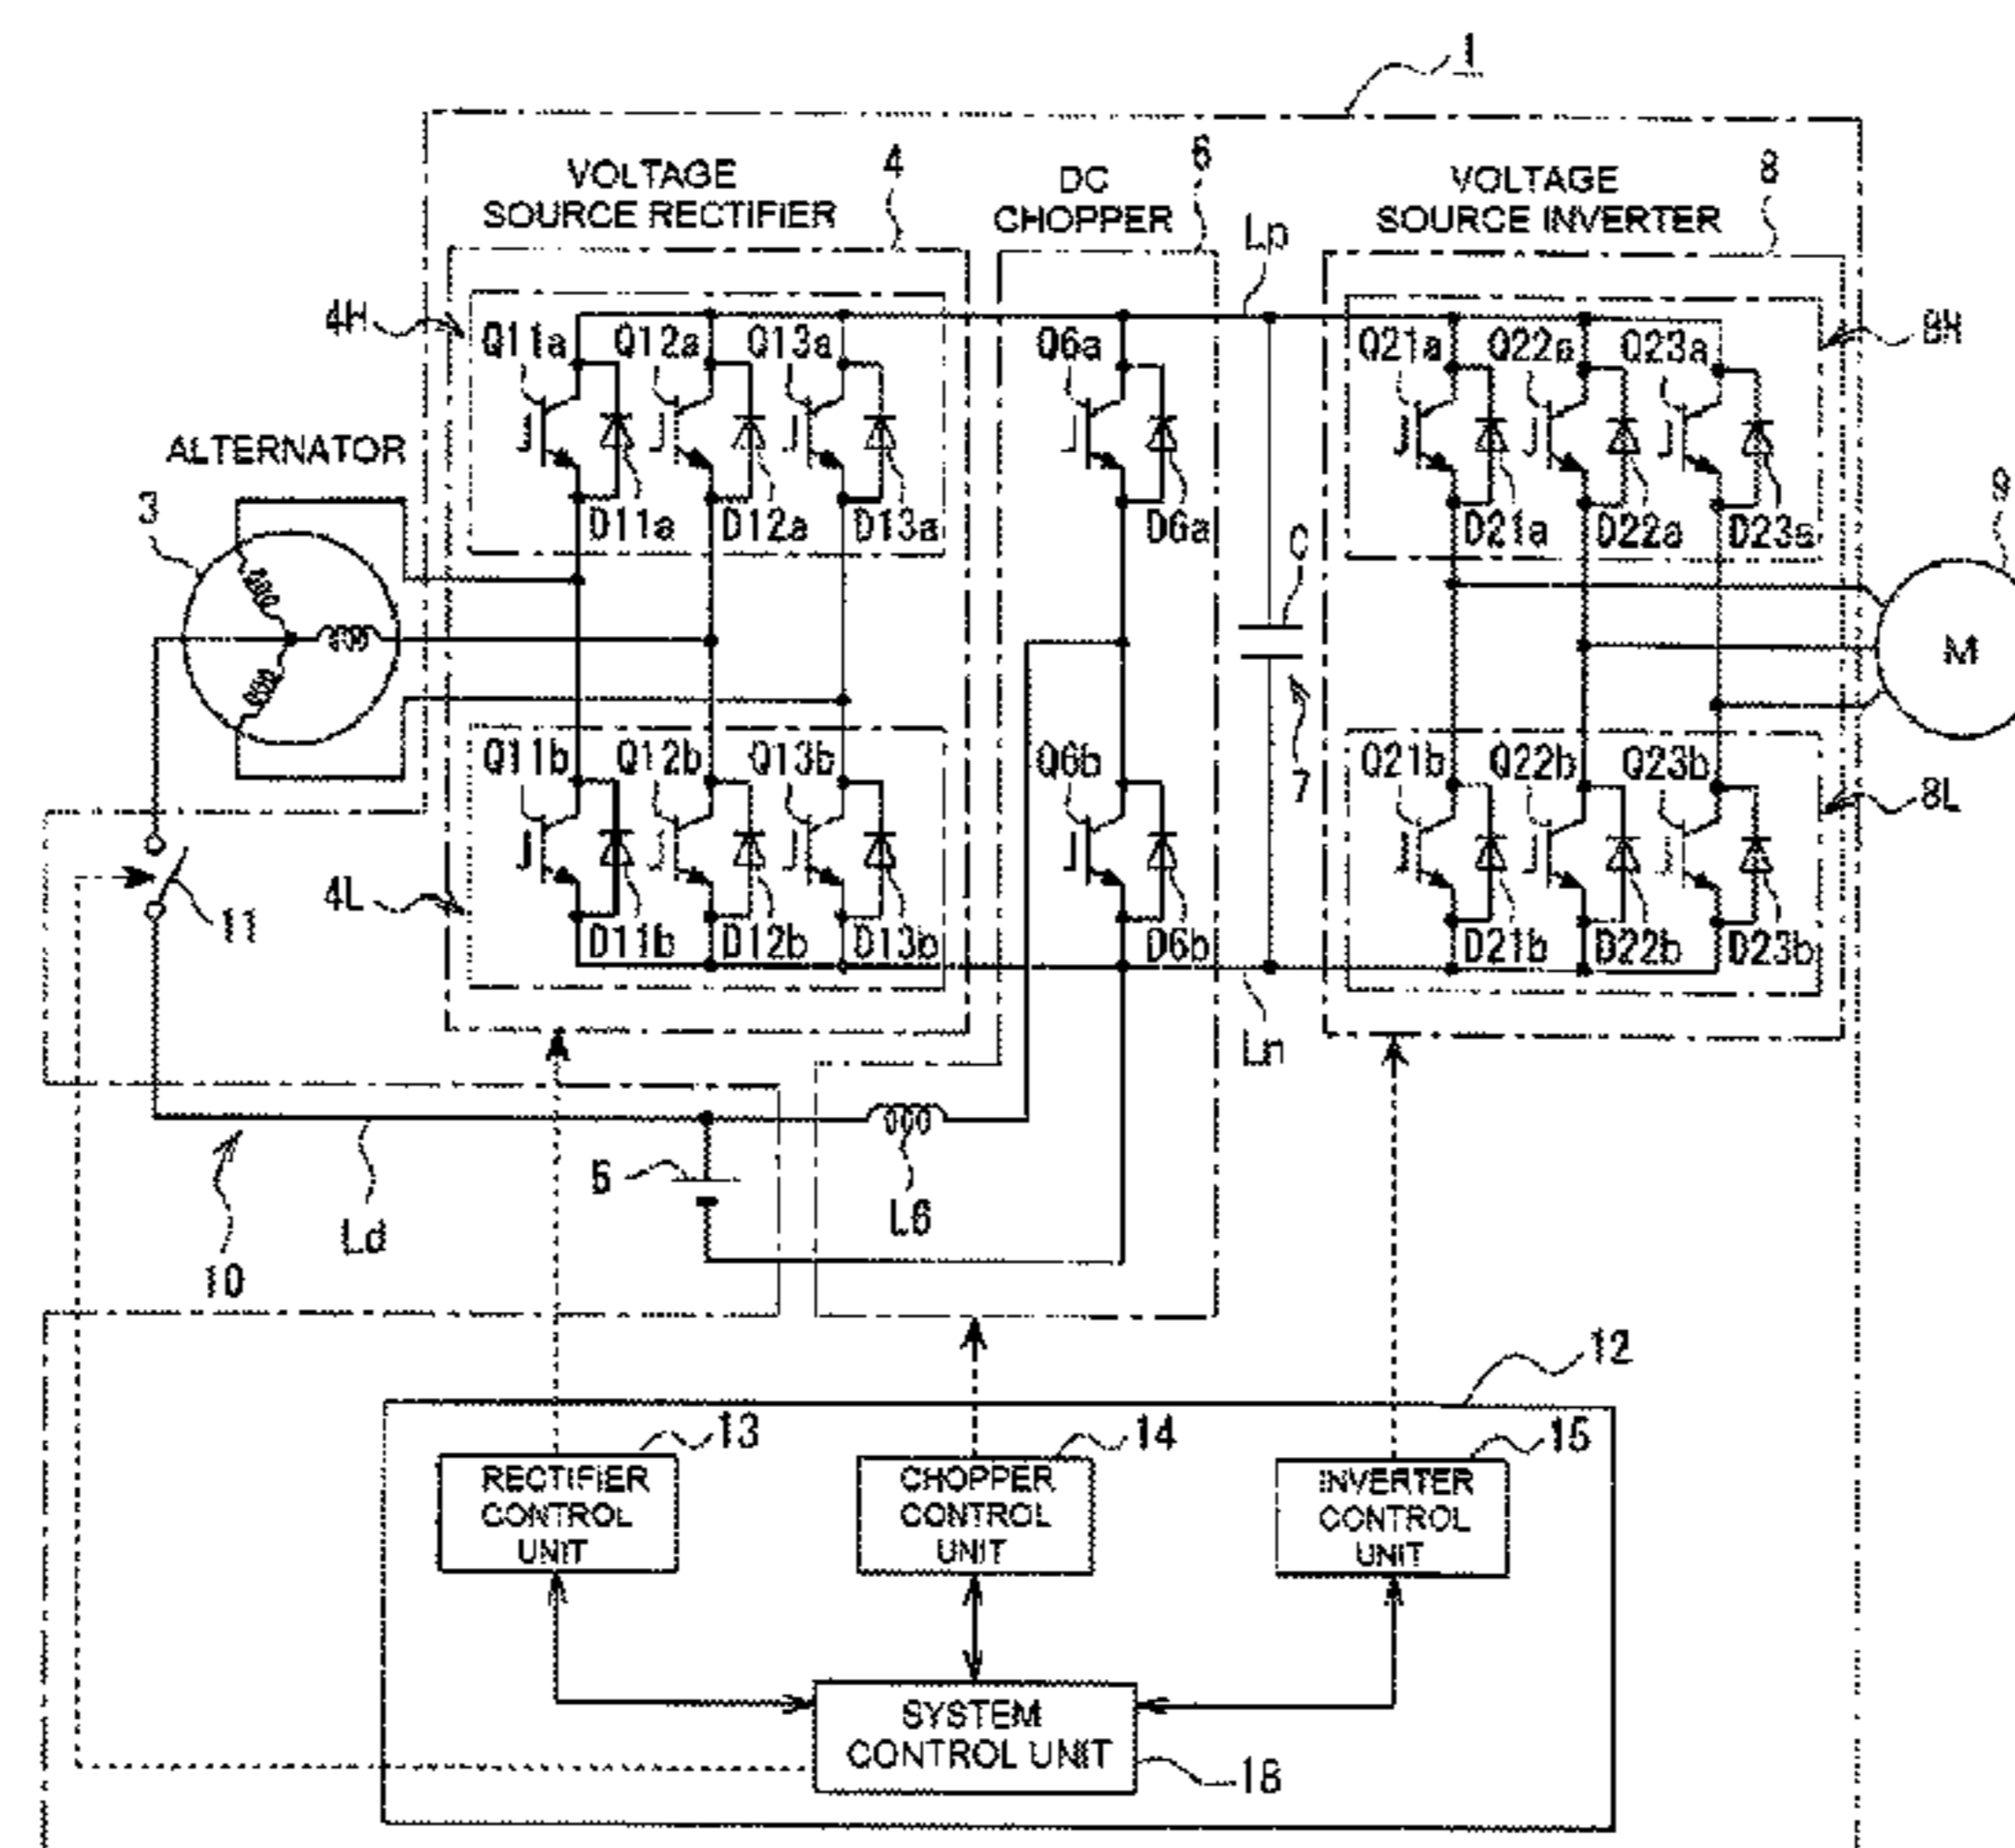 1
VOLTAGE
SOURCE RECTIFIER
4
DC
CHOPPER
6
VOLTAGE
SOURCE INVERTER
8
Lp
4H
Q11a Q12a Q13a
Q6a
Q21a Q22a Q23a
8H
ALTERNATOR
3
D11a D12a D13a
D6a
D21a D22a D23a
9
C
M
7
Q11b Q12b Q13b
Q6b
Q21b Q22b Q23b
8L
11
4L
D11b D12b D13b
D6b
D21b D22b D23b
Ln
5
L6
Ld
10
12
13
14
15
RECTIFIER
CONTROL
UNIT
CHOPPER
CONTROL
UNIT
INVERTER
CONTROL
UNIT
SYSTEM
CONTROL UNIT
16